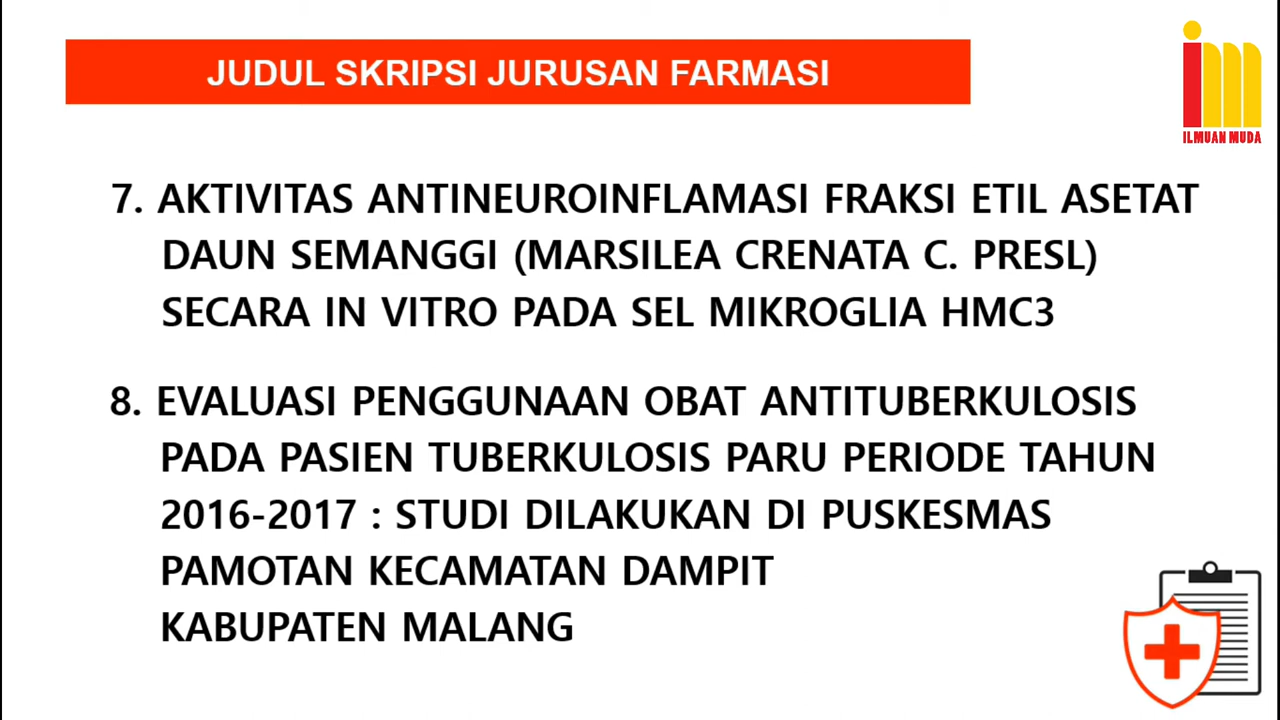 JUDUL SKRIPSI JURUSAN FARMASI
ILMUAN MUDA
7. AKTIVITAS ANTINEUROINFLAMASI FRAKSI ETIL ASETAT
DAUN SEMANGGI (MARSILEA CRENATA C. PRESL)
SECARA IN VITRO PADA SEL MIKROGLIA HMC3
8. EVALUASI PENGGUNAAN OBAT ANTITUBERKULOSIS
PADA PASIEN TUBERKULOSIS PARU PERIODE TAHUN
2016-2017 : STUDI DILAKUKAN DI PUSKESMAS
PAMOTAN KECAMATAN DAMPIT
KABUPATEN MALANG